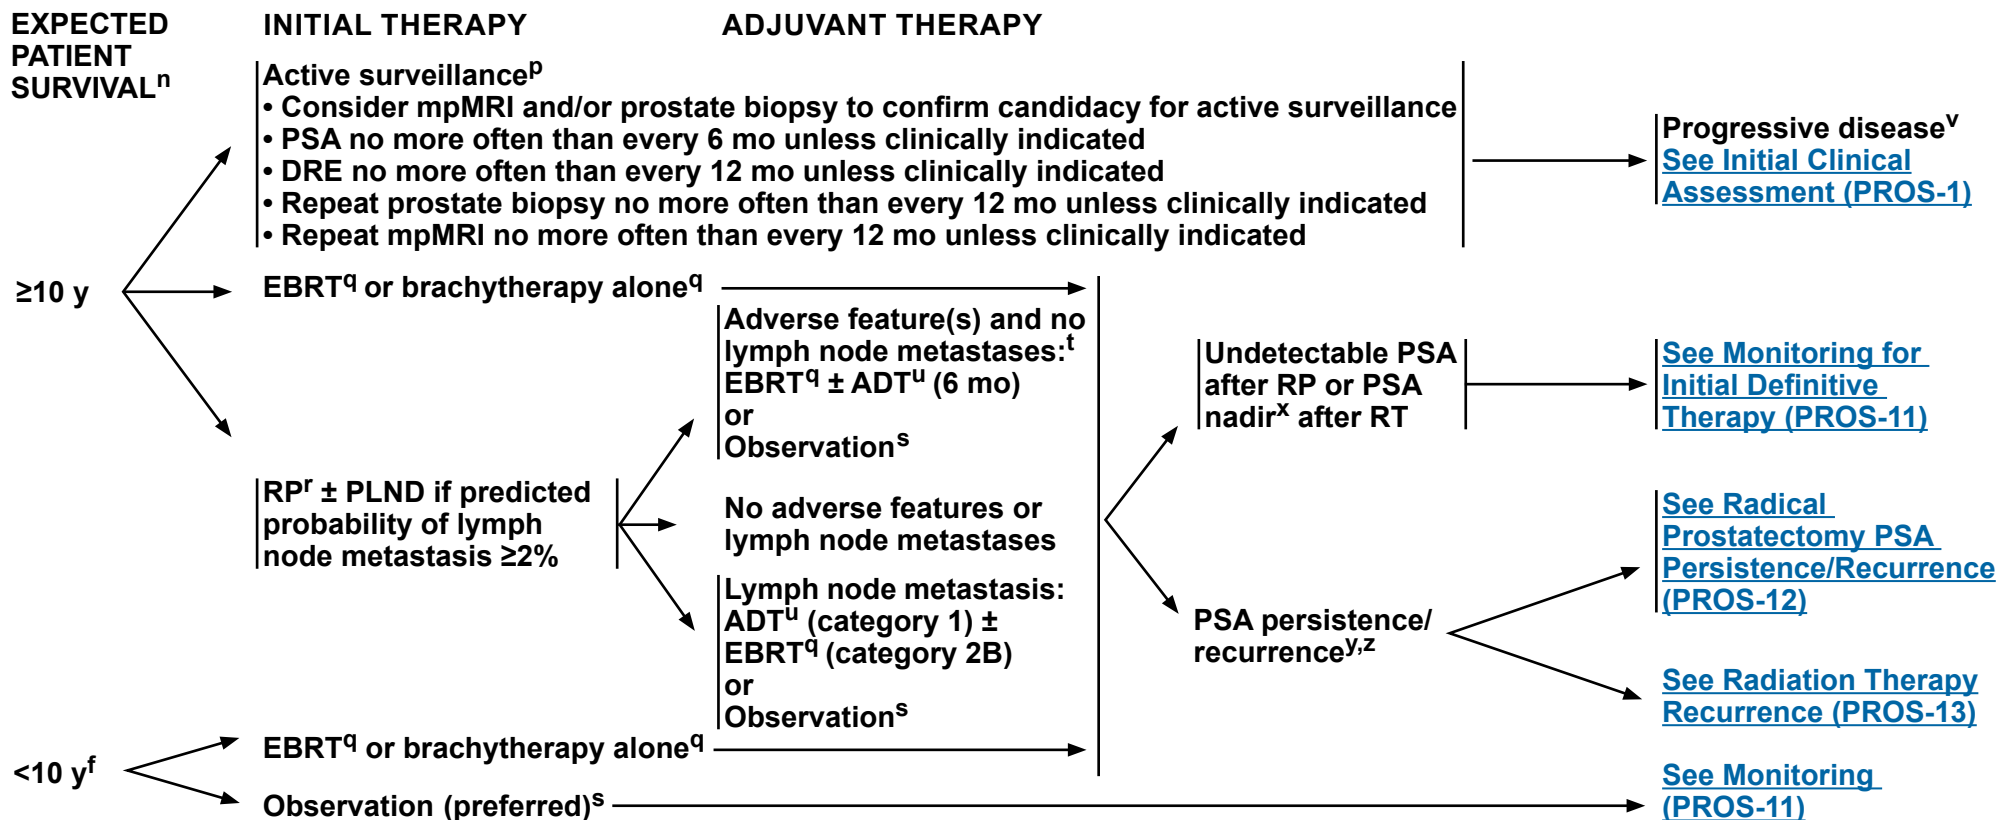 EXPECTED
PATIENT
SURVIVALⁿ
INITIAL THERAPY
ADJUVANT THERAPY
Active surveillanceᵖ
• Consider mpMRI and/or prostate biopsy to confirm candidacy for active surveillance
• PSA no more often than every 6 mo unless clinically indicated
• DRE no more often than every 12 mo unless clinically indicated
• Repeat prostate biopsy no more often than every 12 mo unless clinically indicated
• Repeat mpMRI no more often than every 12 mo unless clinically indicated
Progressive diseaseᵛ
See Initial Clinical
Assessment (PROS-1)
≥10 y
EBRTq or brachytherapy aloneq
Adverse feature(s) and no
lymph node metastases:ᵗ
EBRTq ± ADTᵘ (6 mo)
or
Observationˢ
RPʳ ± PLND if predicted
probability of lymph
node metastasis ≥2%
No adverse features or
lymph node metastases
Lymph node metastasis:
ADTᵘ (category 1) ±
EBRTq (category 2B)
or
Observationˢ
Undetectable PSA
after RP or PSA
nadirˣ after RT
See Monitoring for
Initial Definitive
Therapy (PROS-11)
PSA persistence/
recurrenceʸ,ᶻ
See Radical
Prostatectomy PSA
Persistence/Recurrence
(PROS-12)
See Radiation Therapy
Recurrence (PROS-13)
<10 yᶠ
EBRTq or brachytherapy aloneq
Observation (preferred)ˢ
See Monitoring
(PROS-11)